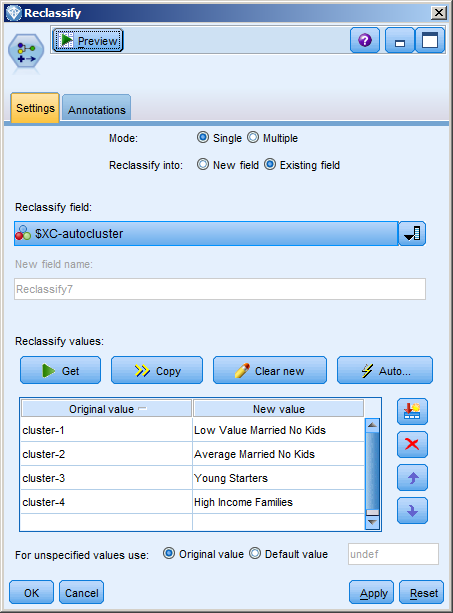 Reclassify
Preview
Settings Annotations
Mode: Single Multiple
Reclassify into: New field Existing field
Reclassify field:
$XC-autocluster
New field name:
Reclassify7
Reclassify values:
Get Copy Clear new Auto...
Original value New value
cluster-1 Low Value Married No Kids
cluster-2 Average Married No Kids
cluster-3 Young Starters
cluster-4 High Income Families
For unspecified values use: Original value Default value undef
OK Cancel Apply Reset